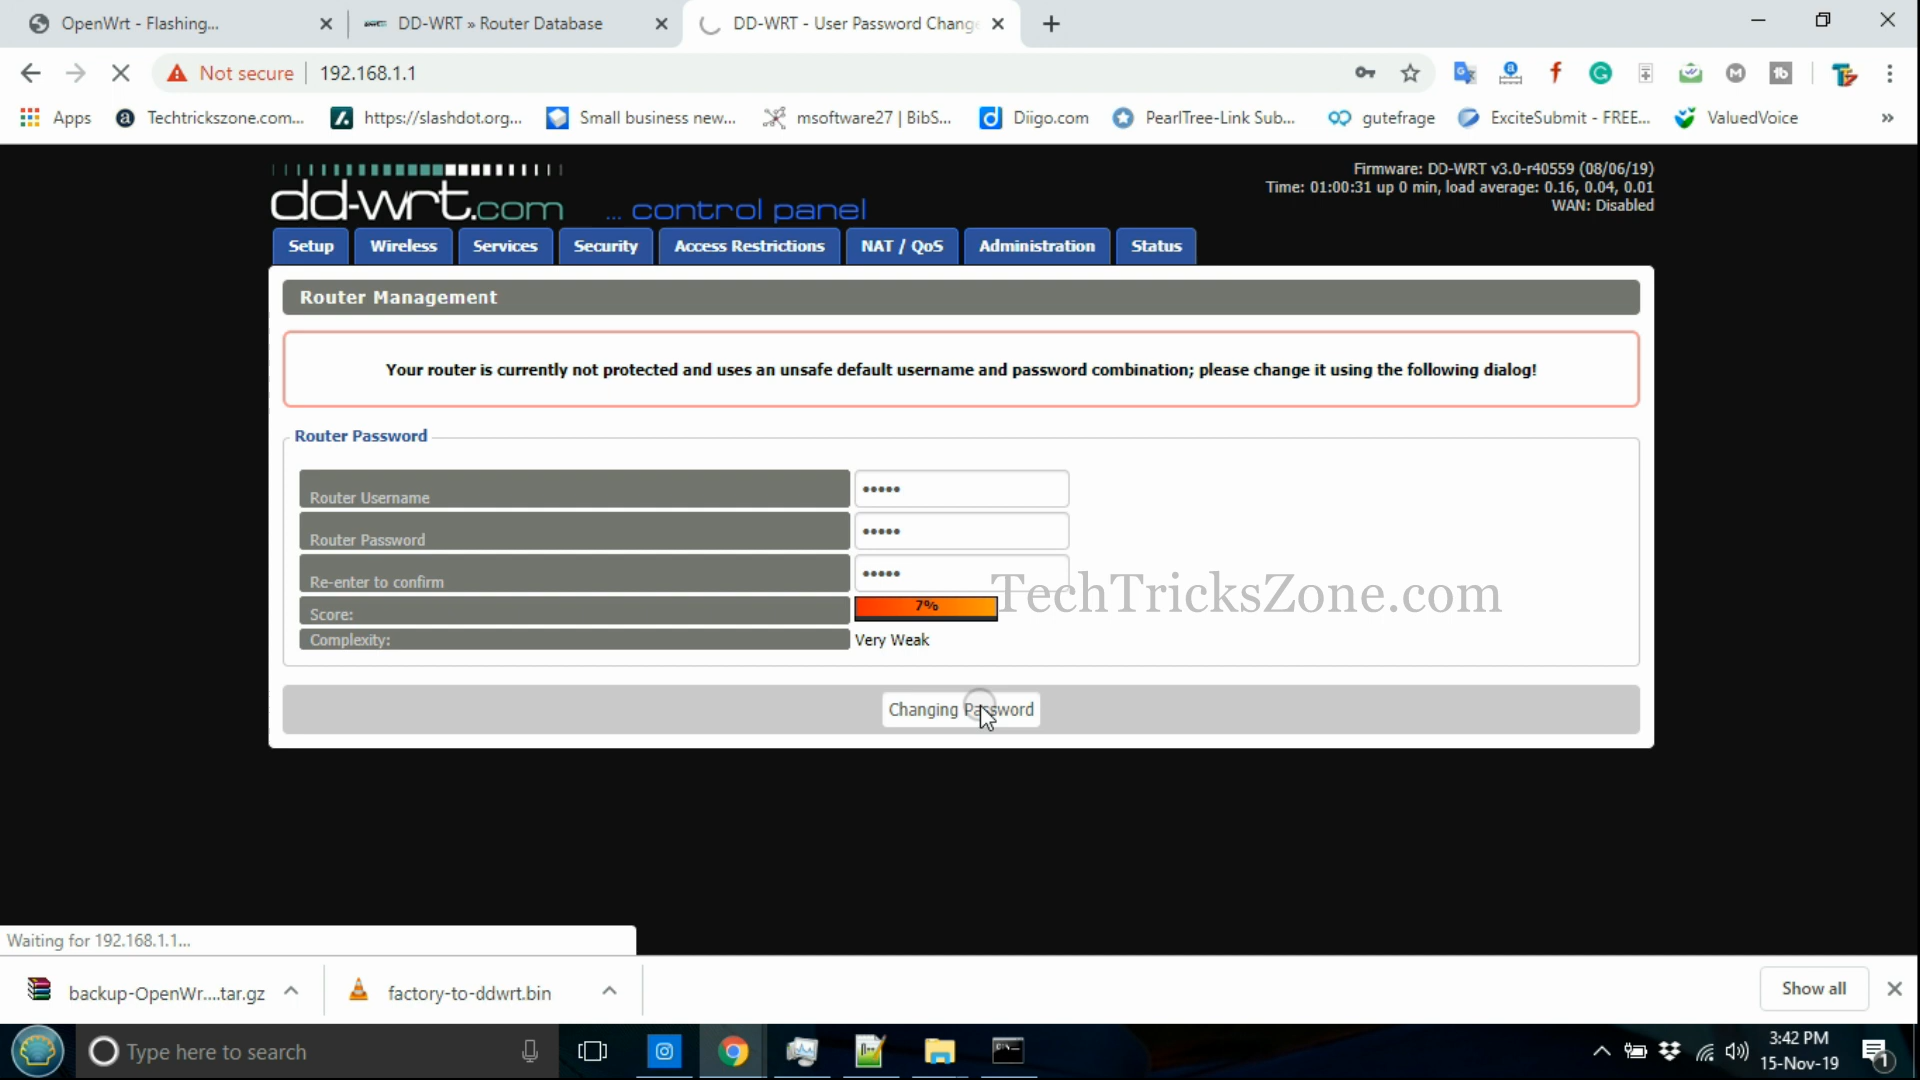 OpenWrt - Flashing...
DD-WRT » Router Database
DD-WRT - User Password Change
Not secure
192.168.1.1
Apps
Techtrickszone.com...
https://slashdot.org...
Small business new...
msoftware27 | BibS...
Diigo.com
PearlTree-Link Sub...
gutefrage
ExciteSubmit - FREE...
ValuedVoice
»
dd-wrt.com
... control panel
Firmware: DD-WRT v3.0-r40559 (08/06/19)
Time: 01:00:31 up 0 min, load average: 0.16, 0.04, 0.01
WAN: Disabled
Setup
Wireless
Services
Security
Access Restrictions
NAT / QoS
Administration
Status
Router Management
Your router is currently not protected and uses an unsafe default username and password combination; please change it using the following dialog!
Router Password
Router Username
•••••
Router Password
•••••
Re-enter to confirm
•••••
TechTricksZone.com
Score:
7%
Complexity:
Very Weak
Changing Password
Waiting for 192.168.1.1...
backup-OpenWr....tar.gz
factory-to-ddwrt.bin
Show all
Type here to search
3:42 PM
15-Nov-19
1